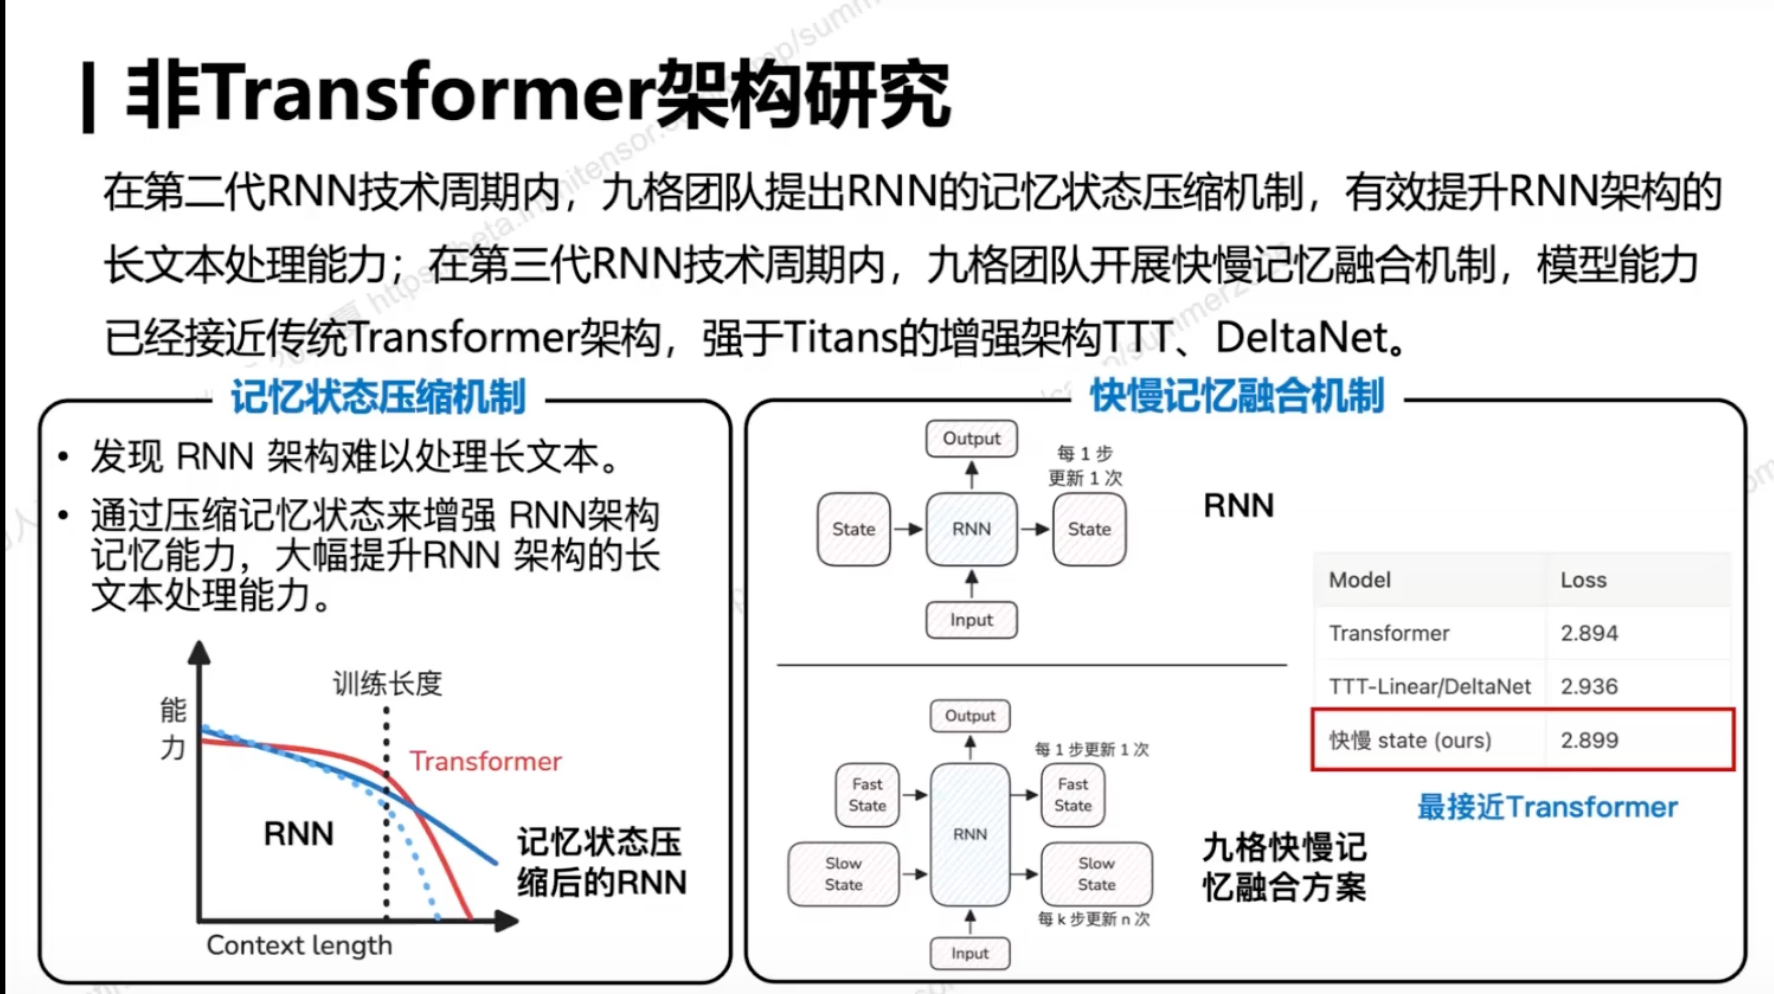 非Transformer架构研究
在第二代RNN技术周期内，九格团队提出RNN的记忆状态压缩机制，有效提升RNN架构的
长文本处理能力；在第三代RNN技术周期内，九格团队开展快慢记忆融合机制，模型能力
已经接近传统Transformer架构，强于Titans的增强架构TTT、DeltaNet。
记忆状态压缩机制
• 发现 RNN 架构难以处理长文本。
• 通过压缩记忆状态来增强 RNN架构
记忆能力，大幅提升RNN 架构的长
文本处理能力。
能
力
训练长度
Transformer
RNN
记忆状态压
缩后的RNN
Context length
快慢记忆融合机制
Output
每 1 步
更新 1 次
State
RNN
State
Input
RNN
Output
每 1 步更新 1 次
Fast
State
Fast
State
RNN
Slow
State
Slow
State
每 k 步更新 n 次
Input
九格快慢记
忆融合方案
Model Loss
Transformer 2.894
TTT-Linear/DeltaNet 2.936
快慢 state (ours) 2.899
最接近Transformer